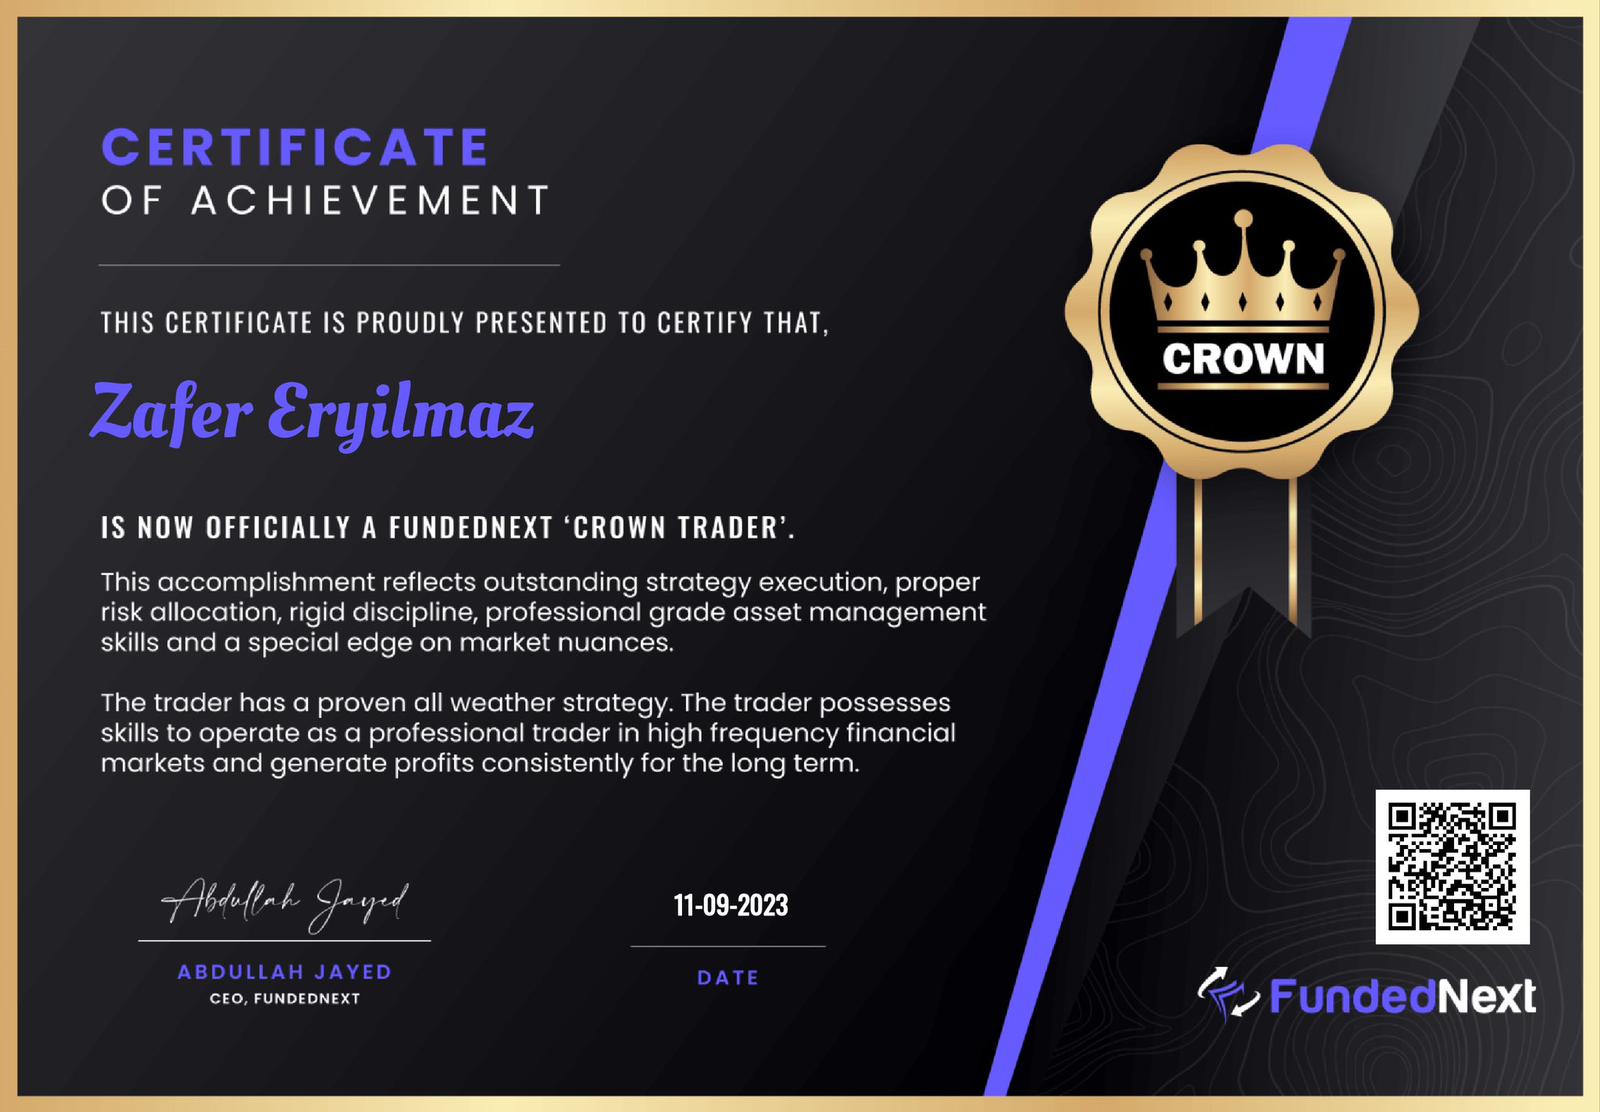 CERTIFICATE
OF ACHIEVEMENT
THIS CERTIFICATE IS PROUDLY PRESENTED TO CERTIFY THAT,
Zafer Eryilmaz
IS NOW OFFICIALLY A FUNDEDNEXT ‘CROWN TRADER’.
This accomplishment reflects outstanding strategy execution, proper
risk allocation, rigid discipline, professional grade asset management
skills and a special edge on market nuances.
The trader has a proven all weather strategy. The trader possesses
skills to operate as a professional trader in high frequency financial
markets and generate profits consistently for the long term.
Abdullah Jayed
ABDULLAH JAYED
CEO, FUNDEDNEXT
11-09-2023
DATE
CROWN
FundedNext